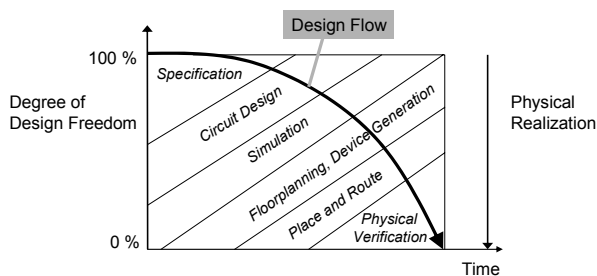 Design Flow
100 %
Specification
Degree of
Design Freedom
Circuit Design
Simulation
Floorplanning, Device Generation
Place and Route
Physical
Verification
Physical
Realization
0 %
Time